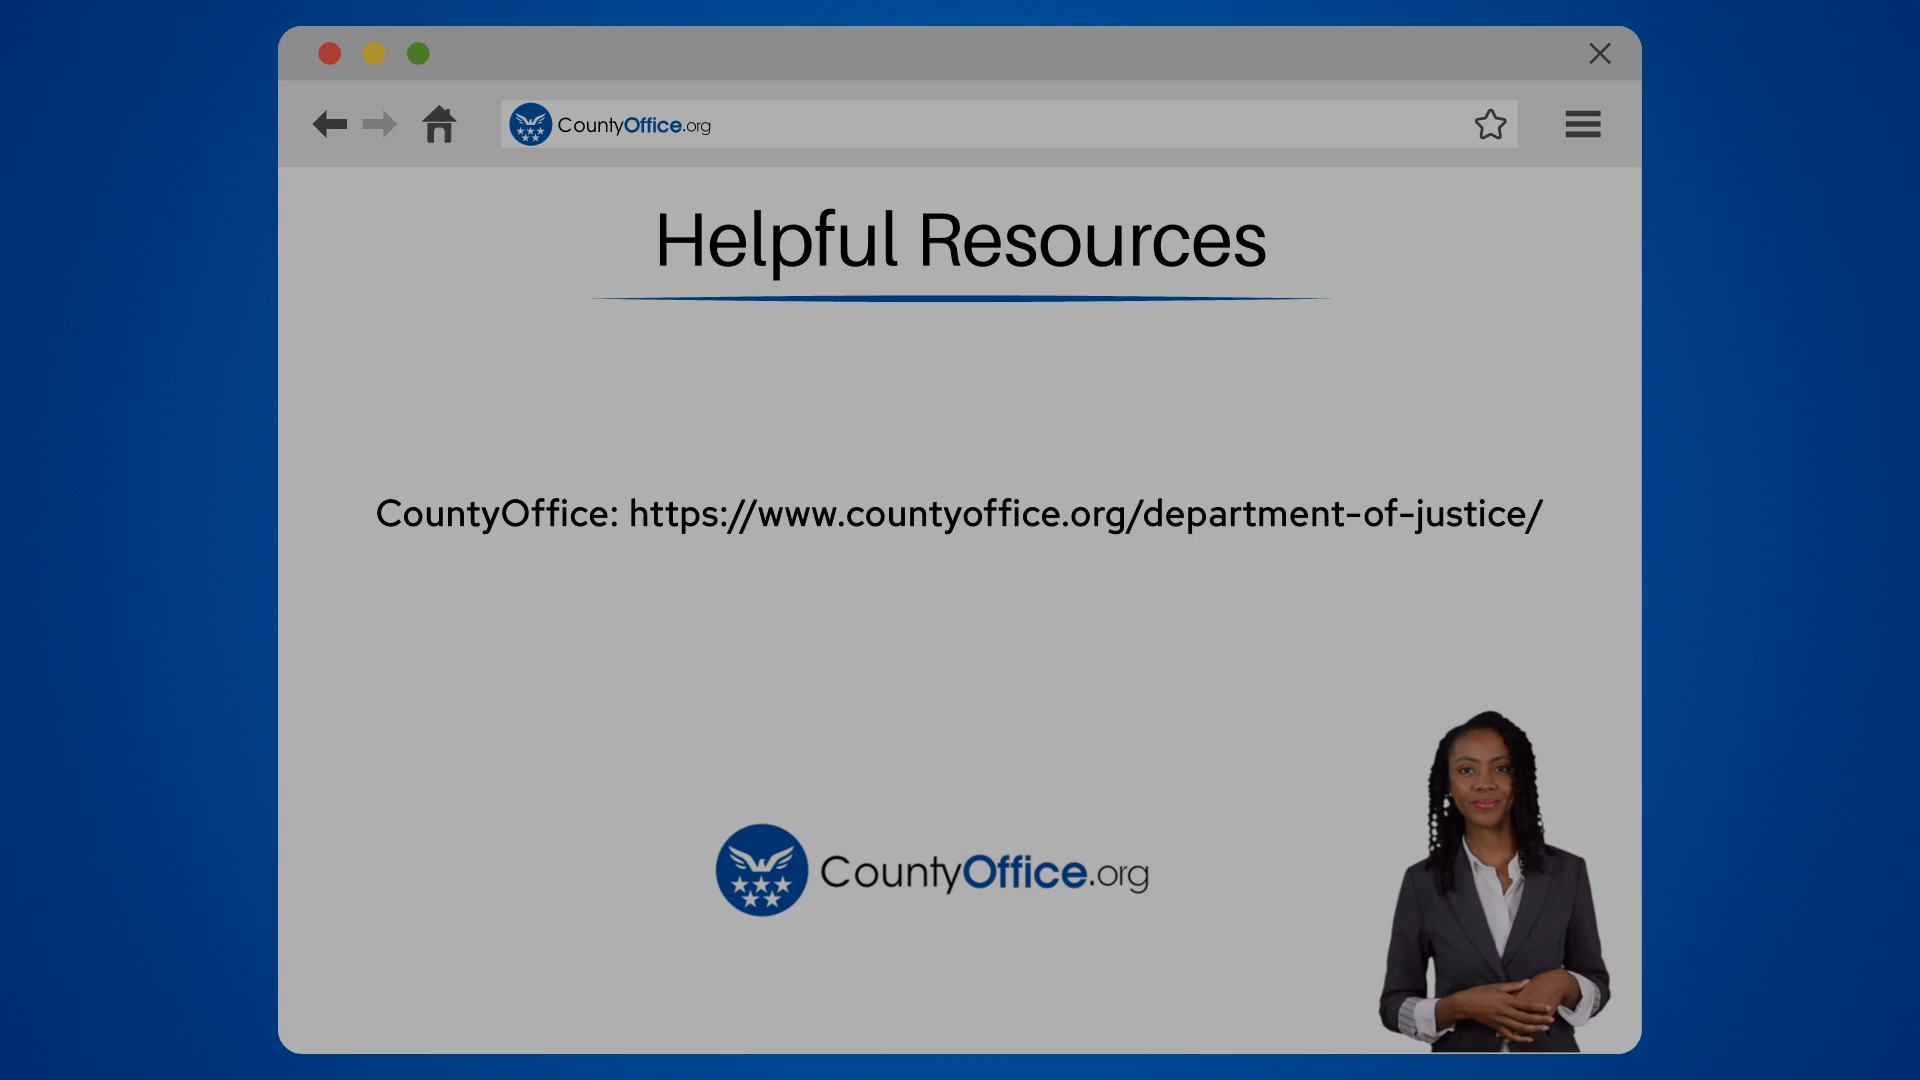 CountyOffice.org
Helpful Resources
CountyOffice: https://www.countyoffice.org/department-of-justice/
CountyOffice.org